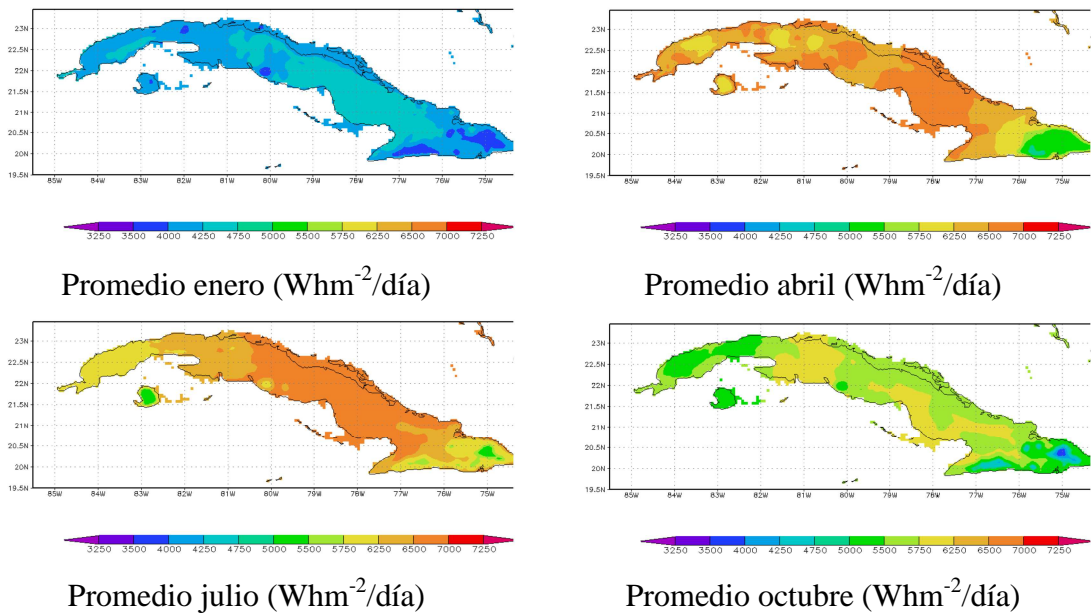 23N
22.5N
22N
21.5N
21N
20.5N
20N
19.5N
85W 84W 83W 82W 81W 80W 79W 78W 77W 76W 75W
3250 3500 4000 4250 4750 5000 5500 5750 6250 6500 7000 7250
Promedio enero (Whm⁻²/día)
23N
22.5N
22N
21.5N
21N
20.5N
20N
19.5N
85W 84W 83W 82W 81W 80W 79W 78W 77W 76W 75W
3250 3500 4000 4250 4750 5000 5500 5750 6250 6500 7000 7250
Promedio abril (Whm⁻²/día)
23N
22.5N
22N
21.5N
21N
20.5N
20N
19.5N
85W 84W 83W 82W 81W 80W 79W 78W 77W 76W 75W
3250 3500 4000 4250 4750 5000 5500 5750 6250 6500 7000 7250
Promedio julio (Whm⁻²/día)
23N
22.5N
22N
21.5N
21N
20.5N
20N
19.5N
85W 84W 83W 82W 81W 80W 79W 78W 77W 76W 75W
3250 3500 4000 4250 4750 5000 5500 5750 6250 6500 7000 7250
Promedio octubre (Whm⁻²/día)